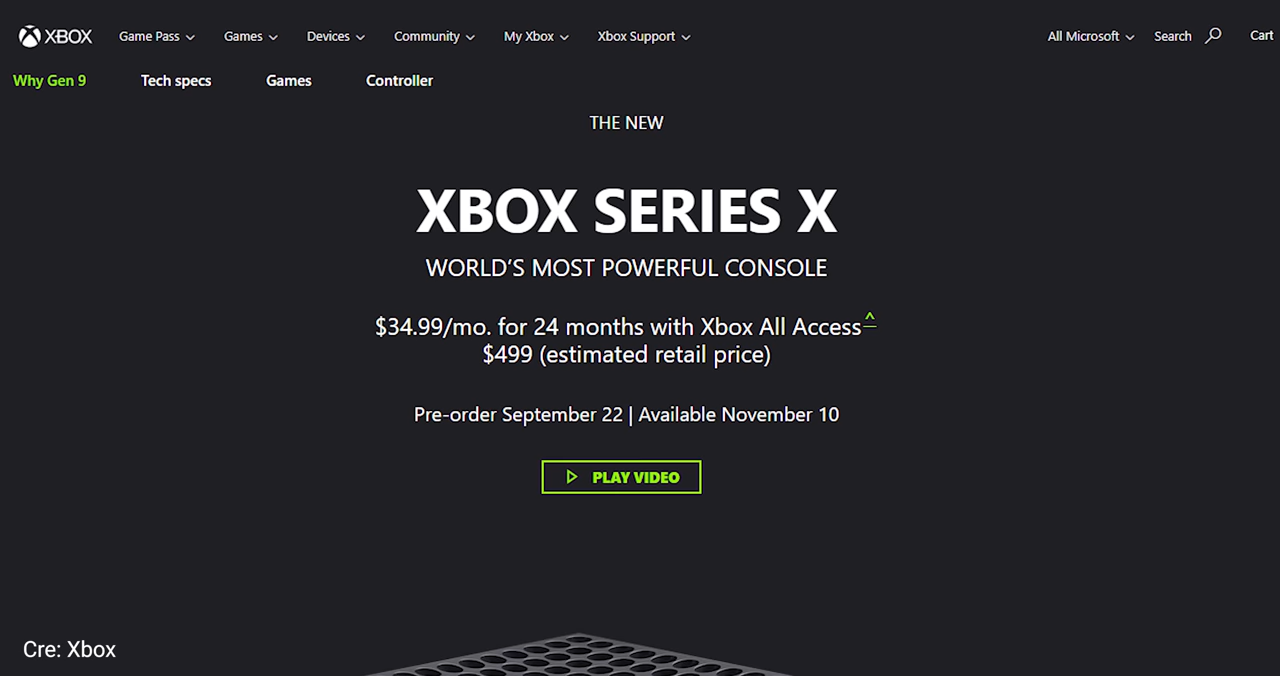 XBOX Game Pass Games Devices Community My Xbox Xbox Support All Microsoft Search Cart
Why Gen 9 Tech specs Games Controller
THE NEW
XBOX SERIES X
WORLD'S MOST POWERFUL CONSOLE
$34.99/mo. for 24 months with Xbox All Access^
$499 (estimated retail price)
Pre-order September 22 | Available November 10
PLAY VIDEO
Cre: Xbox